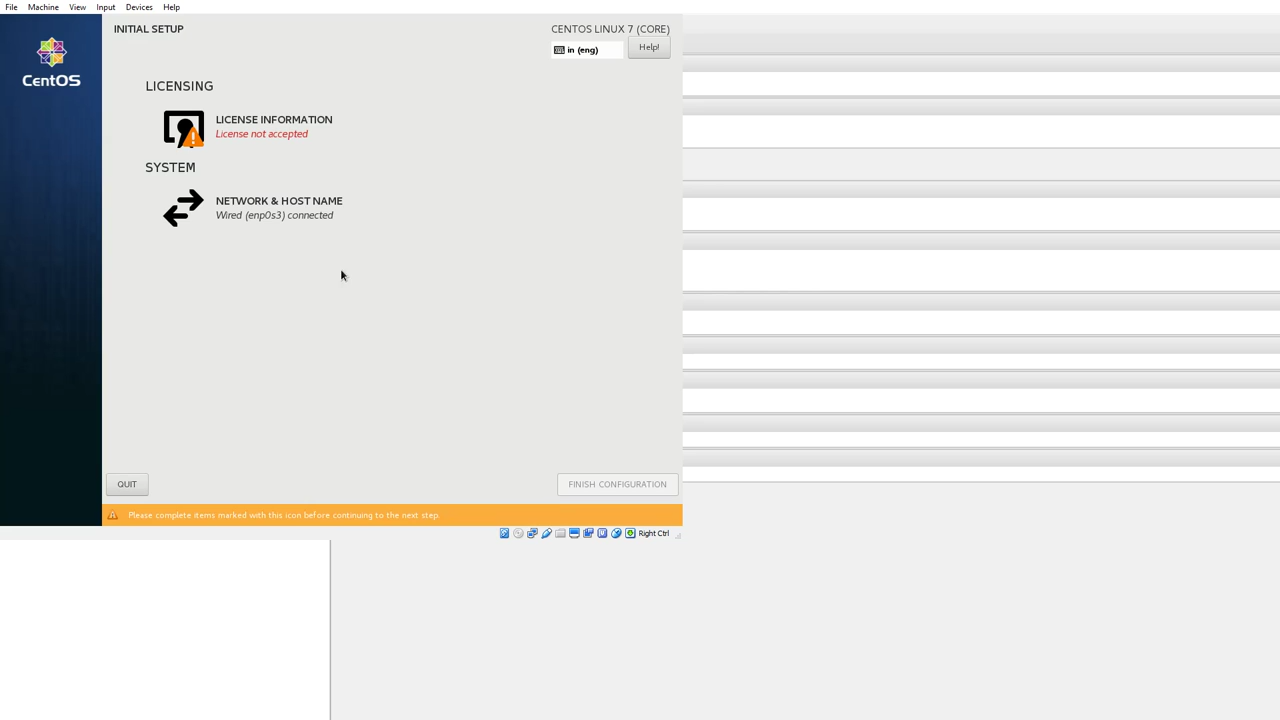 File Machine View Input Devices Help
INITIAL SETUP
CENTOS LINUX 7 (CORE)
in (eng)
Help!
CentOS
LICENSING
LICENSE INFORMATION
License not accepted
SYSTEM
NETWORK & HOST NAME
Wired (enp0s3) connected
QUIT
FINISH CONFIGURATION
Please complete items marked with this icon before continuing to the next step.
Right Ctrl